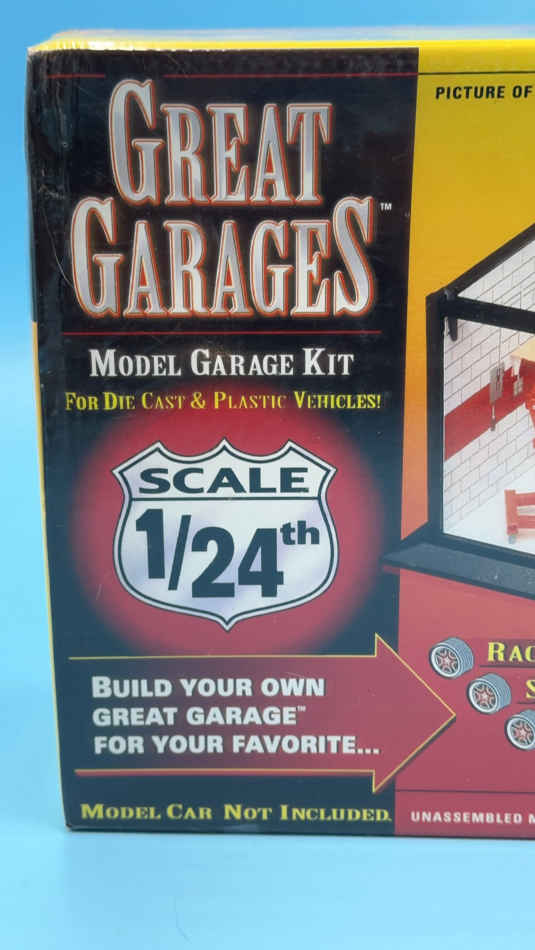 GREAT
GARAGES™
MODEL GARAGE KIT
FOR DIE CAST & PLASTIC VEHICLES!
SCALE
1/24th
BUILD YOUR OWN
GREAT GARAGE™
FOR YOUR FAVORITE...
MODEL CAR NOT INCLUDED.
PICTURE OF
UNASSEMBLED